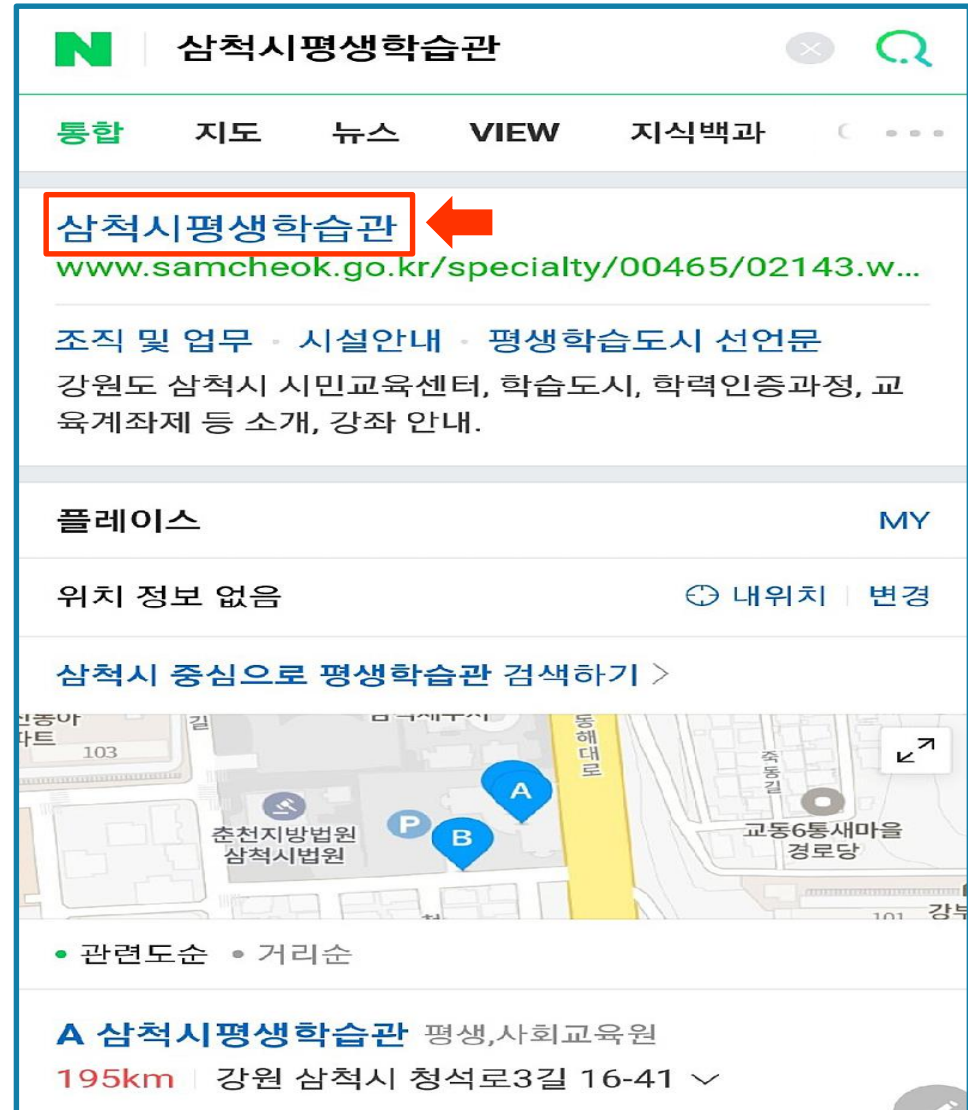 N 삼척시평생학습관
통합 지도 뉴스 VIEW 지식백과
삼척시평생학습관
www.samcheok.go.kr/specialty/00465/02143.w...
조직 및 업무 · 시설안내 · 평생학습도시 선언문
강원도 삼척시 시민교육센터, 학습도시, 학력인증과정, 교
육계좌제 등 소개, 강좌 안내.
플레이스 MY
위치 정보 없음 내위치 변경
삼척시 중심으로 평생학습관 검색하기 >
길
103
동해대로
죽동길
A
P
B
춘천지방법원
삼척시법원
교동6통새마을
경로당
101
• 관련도순 • 거리순
A 삼척시평생학습관 평생,사회교육원
195km 강원 삼척시 청석로3길 16-41